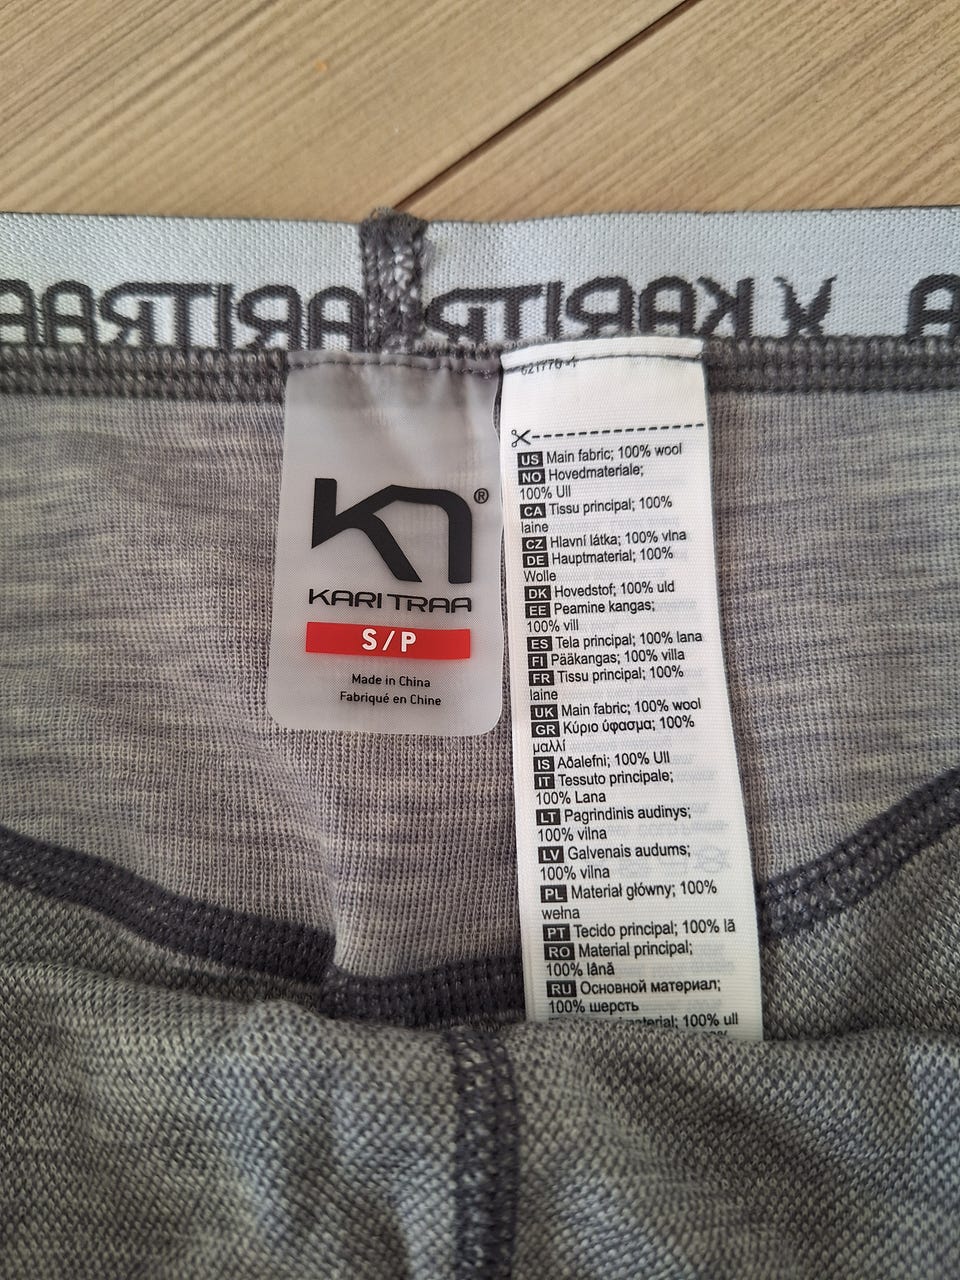 KARITRAA
KARITRAA
A
621776-1
KARI TRAA
S/P
Made in China
Fabriqué en Chine
US Main fabric; 100% wool
NO Hovedmateriale;
100% Ull
CA Tissu principal; 100%
laine
CZ Hlavní látka; 100% vlna
DE Hauptmaterial; 100%
Wolle
DK Hovedstof; 100% uld
EE Peamine kangas;
100% vill
ES Tela principal; 100% lana
FI Pääkangas; 100% villa
FR Tissu principal; 100%
laine
UK Main fabric; 100% wool
GR Κύριο ύφασμα; 100%
μαλλί
IS Aðalefni; 100% Ull
IT Tessuto principale;
100% Lana
LT Pagrindinis audinys;
100% vilna
LV Galvenais audums;
100% vilna
PL Materiał główny; 100%
wełna
PT Tecido principal; 100% lã
RO Material principal;
100% lână
RU Основной материал;
100% шерсть
100% ull